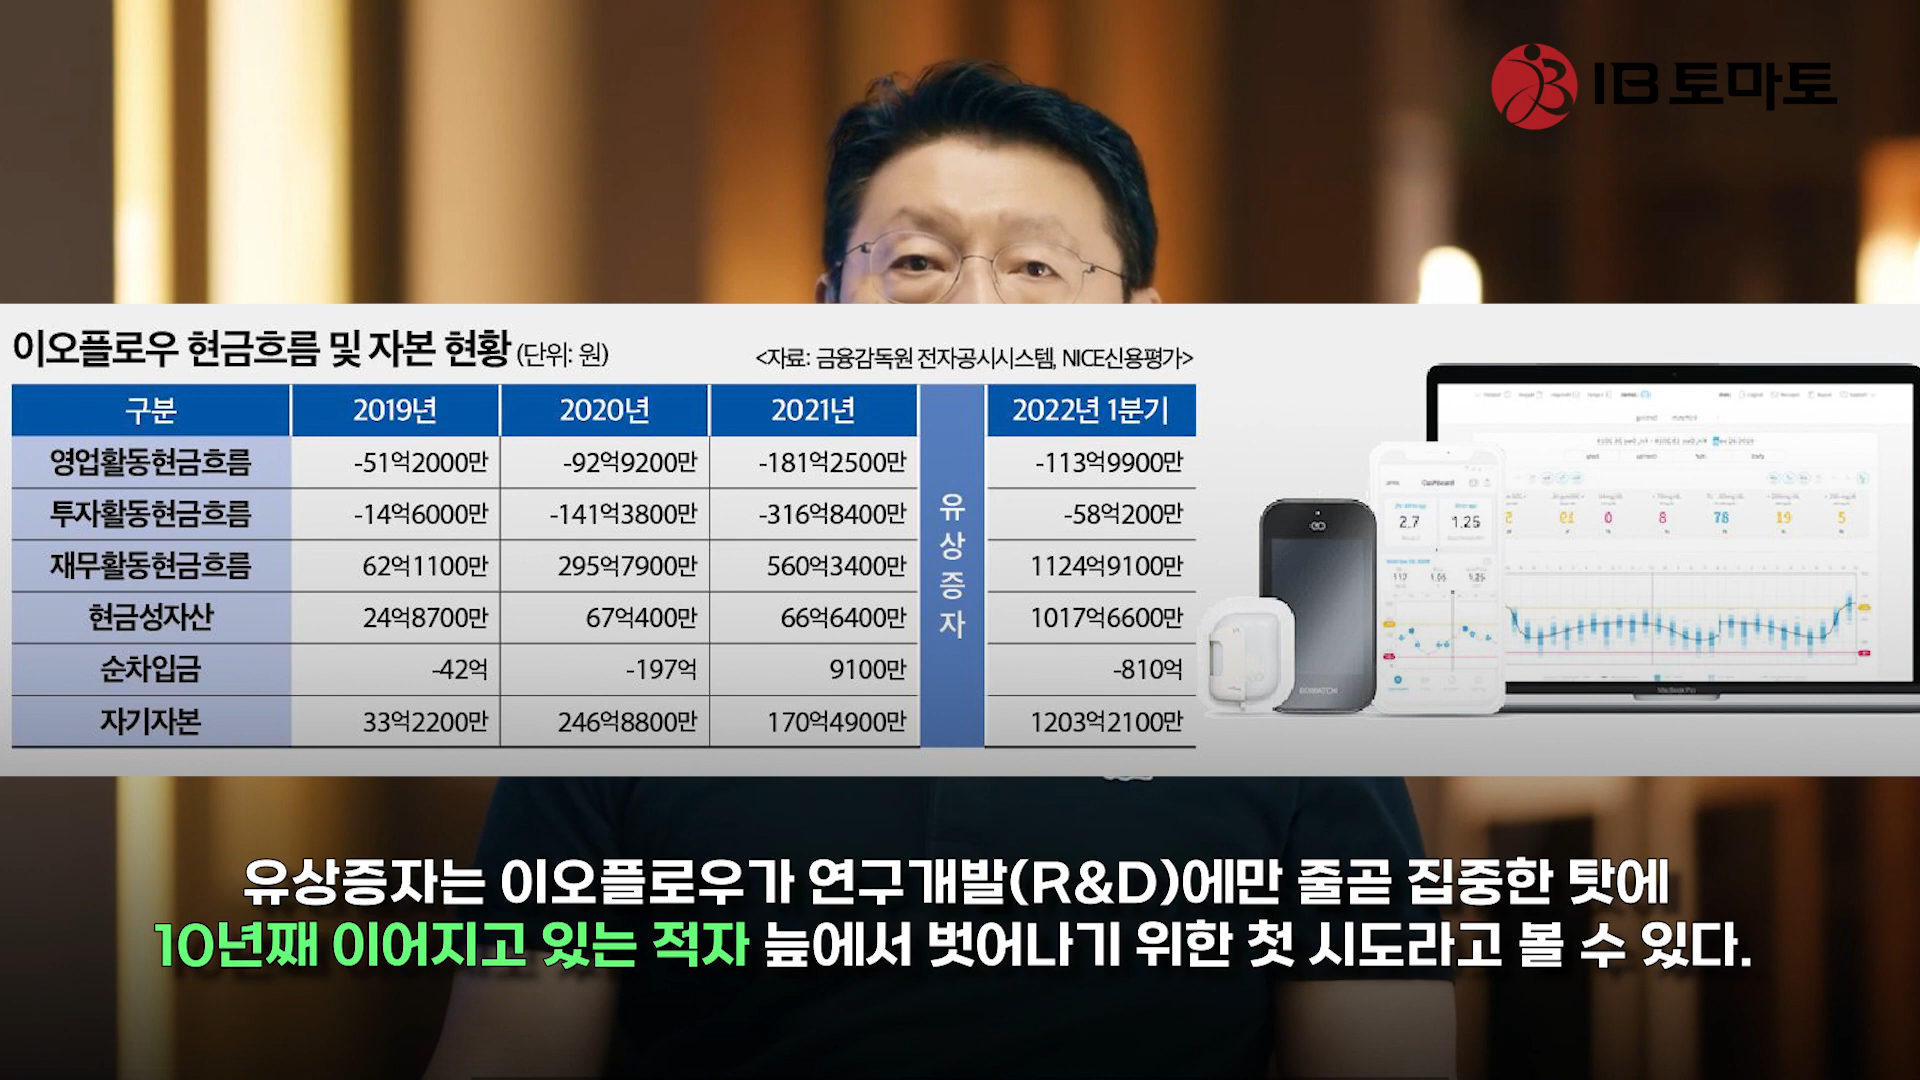 IB토마토
이오플로우 현금흐름 및 자본 현황 (단위: 원)
<자료: 금융감독원 전자공시시스템, NICE신용평가>
구분 2019년 2020년 2021년 유상증자 2022년 1분기
영업활동현금흐름 -51억2000만 -92억9200만 -181억2500만 -113억9900만
투자활동현금흐름 -14억6000만 -141억3800만 -316억8400만 -58억200만
재무활동현금흐름 62억1100만 295억7900만 560억3400만 1124억9100만
현금성자산 24억8700만 67억400만 66억6400만 1017억6600만
순차입금 -42억 -197억 9100만 -810억
자기자본 33억2200만 246억8800만 170억4900만 1203억2100만
Dashboard
2.7 1.25
0 8 78 19 5
유상증자는 이오플로우가 연구개발(R&D)에만 줄곧 집중한 탓에
10년째 이어지고 있는 적자 늪에서 벗어나기 위한 첫 시도라고 볼 수 있다.